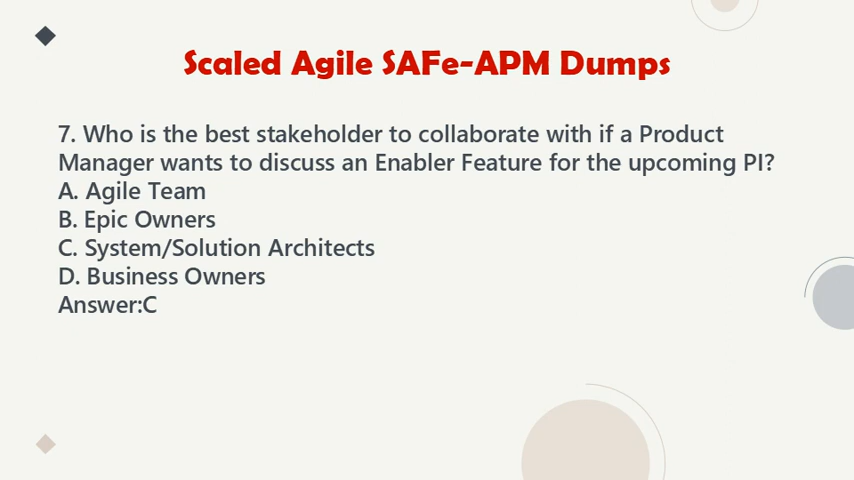 Scaled Agile SAFe-APM Dumps
7. Who is the best stakeholder to collaborate with if a Product
Manager wants to discuss an Enabler Feature for the upcoming PI?
A. Agile Team
B. Epic Owners
C. System/Solution Architects
D. Business Owners
Answer:C